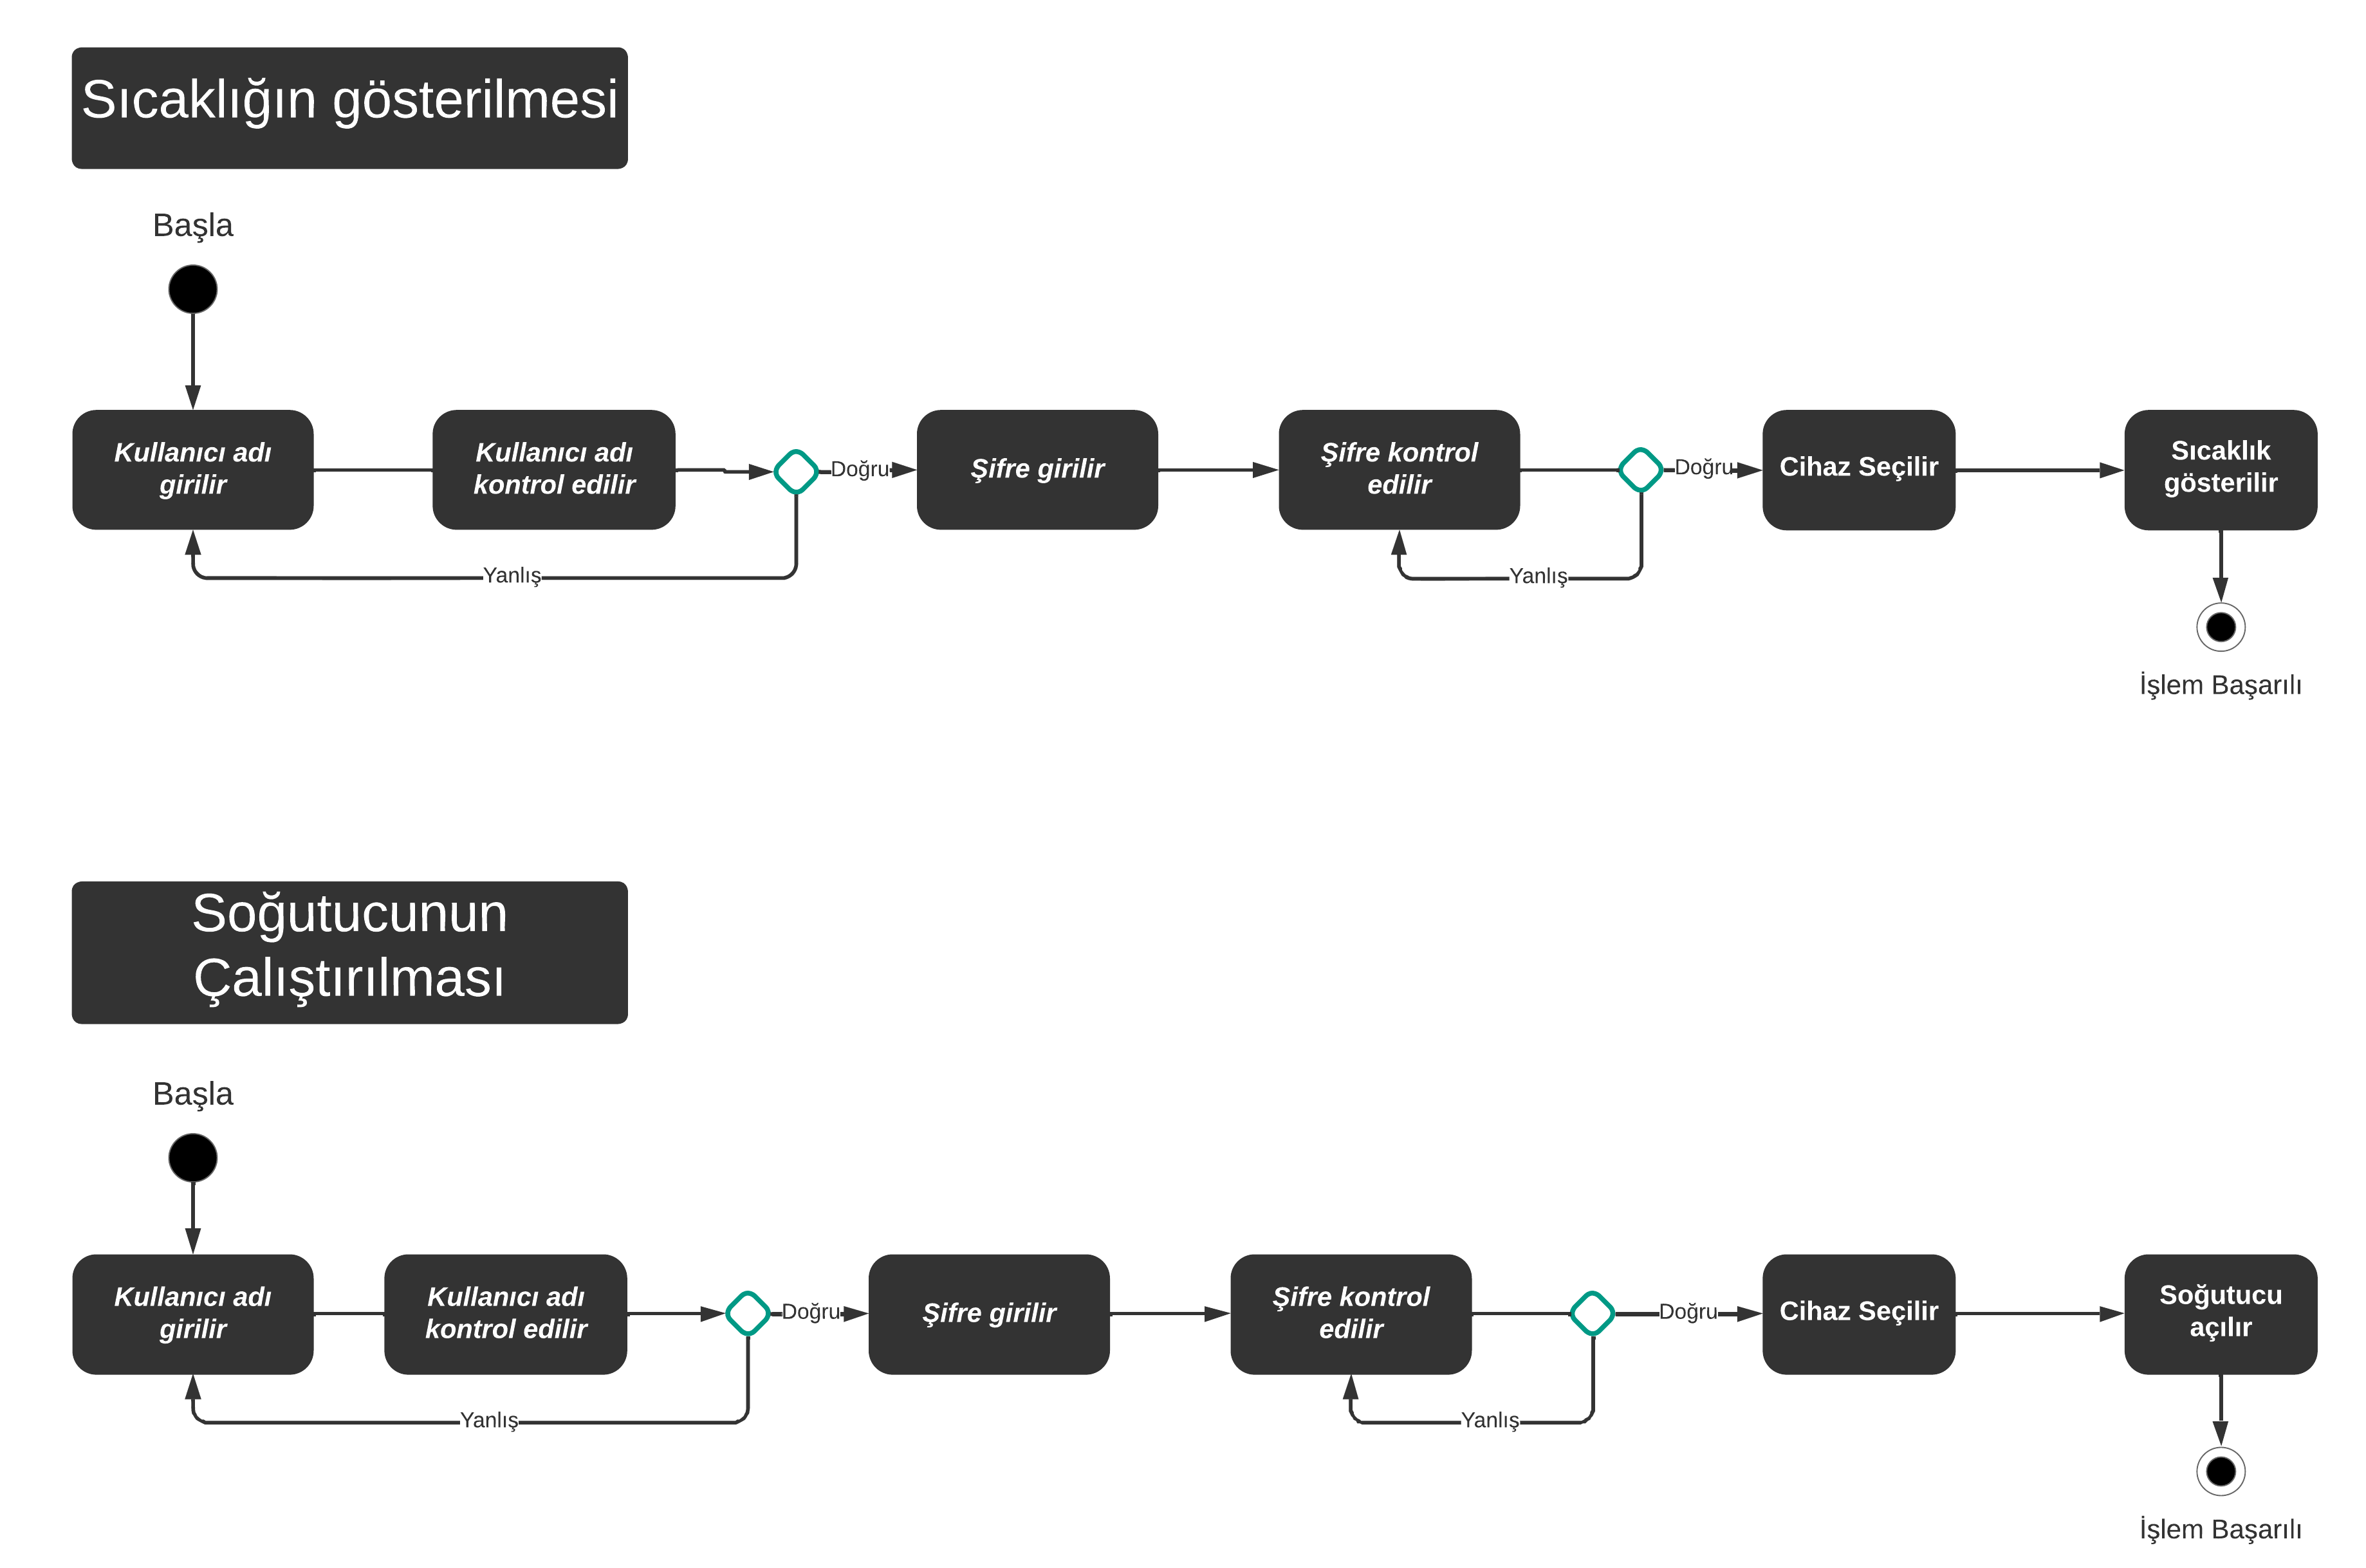 Sıcaklığın gösterilmesi
Başla
Kullanıcı adı
girilir
Kullanıcı adı
kontrol edilir
Doğru
Şifre girilir
Şifre kontrol
edilir
Doğru
Cihaz Seçilir
Sıcaklık
gösterilir
Yanlış
Yanlış
İşlem Başarılı
Soğutucunun
Çalıştırılması
Başla
Kullanıcı adı
girilir
Kullanıcı adı
kontrol edilir
Doğru
Şifre girilir
Şifre kontrol
edilir
Doğru
Cihaz Seçilir
Soğutucu
açılır
Yanlış
Yanlış
İşlem Başarılı